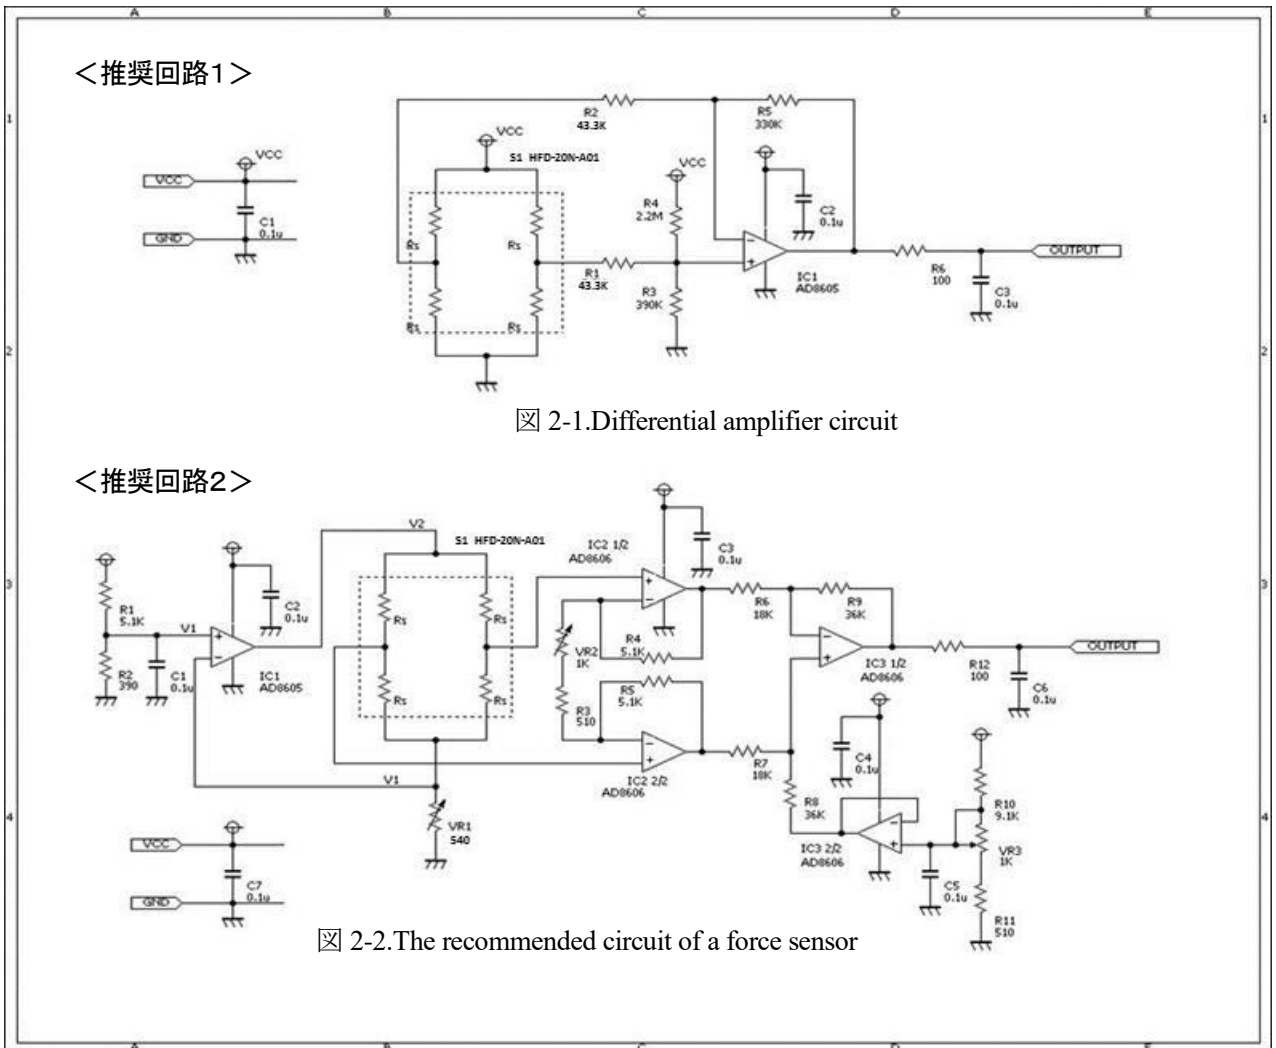 A B C D E
＜推奨回路1＞
1 1
R2
43.3K
R5
330K
VCC
S1 HFD-20N-A01
VCC
VCC
VCC
C1
0.1u
GND
R4
2.2M
C2
0.1u
Rs Rs
R1
43.3K
R3
390K
−
+
IC1
AD8605
R6
100
OUTPUT
C3
0.1u
Rs Rs
2 2
図 2-1.Differential amplifier circuit
＜推奨回路2＞
V2
S1 HFD-20N-A01
IC2 1/2
AD8606
C3
0.1u
3 3
R1
5.1K
V1
C2
0.1u
+
−
R2
390
C1
0.1u
IC1
AD8605
Rs Rs
Rs Rs
+
−
VR2
1K
R4
5.1K
R5
5.1K
R3
510
−
+
IC2 2/2
AD8606
R6
18K
R9
36K
−
+
IC3 1/2
AD8606
R12
100
OUTPUT
C6
0.1u
R7
18K
C4
0.1u
V1
VR1
540
R8
36K
−
+
IC3 2/2
AD8606
R10
9.1K
VR3
1K
C5
0.1u
R11
510
4 4
VCC
C7
0.1u
GND
図 2-2.The recommended circuit of a force sensor
A B C D E